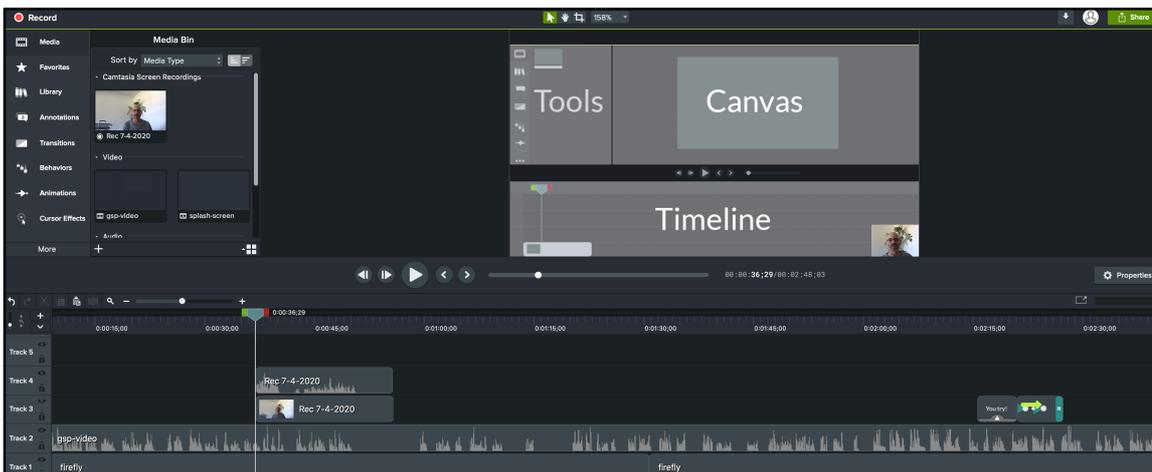 Record
158%
Share
Media
Favorites
Library
Annotations
Transitions
Behaviors
Animations
Cursor Effects
More
Media Bin
Sort by Media Type
Camtasia Screen Recordings
Rec 7-4-2020
Video
gsp-video
splash-screen
Audio
Tools
Canvas
Timeline
00:00:36;29/00:02:48;03
Properties
0:00:36;29
0:00:15;00
0:00:30;00
0:00:45;00
0:01:00;00
0:01:15;00
0:01:30;00
0:01:45;00
0:02:00;00
0:02:15;00
0:02:30;00
Track 5
Track 4
Rec 7-4-2020
Track 3
Rec 7-4-2020
You try!
Track 2
gsp-video
Track 1
firefly
firefly